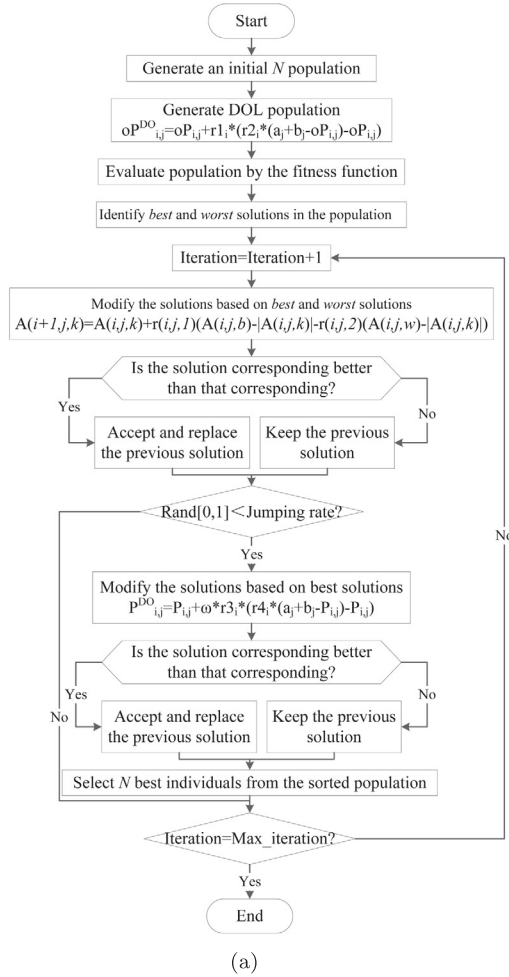 Start
Generate an initial N population
Generate DOL population
oP^DO_i,j=oP_i,j+r1_i*(r2_i*(a_j+b_j-oP_i,j)-oP_i,j)
Evaluate population by the fitness function
Identify best and worst solutions in the population
Iteration=Iteration+1
Modify the solutions based on best and worst solutions
A(i+1,j,k)=A(i,j,k)+r(i,j,1)(A(i,j,b)-|A(i,j,k)|-r(i,j,2)(A(i,j,w)-|A(i,j,k)|)
Is the solution corresponding better
than that corresponding?
Yes
No
Accept and replace
the previous solution
Keep the previous
solution
Rand[0,1]<Jumping rate?
No
Yes
Modify the solutions based on best solutions
P^DO_i,j=P_i,j+ω*r3_i*(r4_i*(a_j+b_j-P_i,j)-P_i,j)
Is the solution corresponding better
than that corresponding?
Yes
No
No
Accept and replace
the previous solution
Keep the previous
solution
Select N best individuals from the sorted population
Iteration=Max_iteration?
Yes
End
(a)